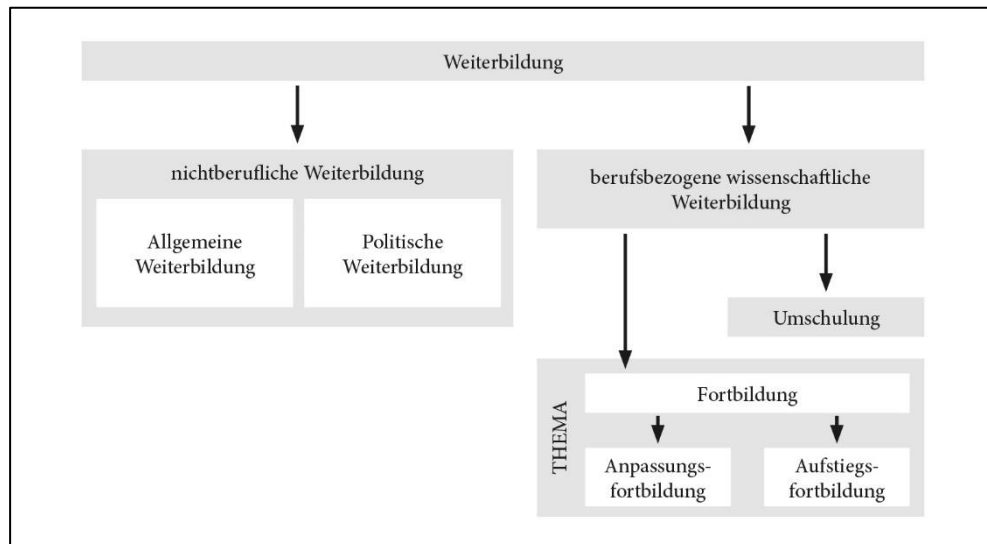 Weiterbildung
nichtberufliche Weiterbildung
Allgemeine
Weiterbildung
Politische
Weiterbildung
berufsbezogene wissenschaftliche
Weiterbildung
Umschulung
THEMA
Fortbildung
Anpassungs-
fortbildung
Aufstiegs-
fortbildung